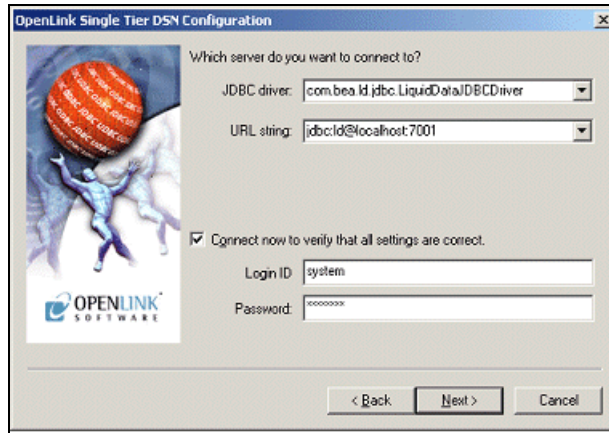 OpenLink Single Tier DSN Configuration
Which server do you want to connect to?
JDBC driver: com.bea.ld.jdbc.LiquidDataJDBCDriver
URL string: jdbc:ld@localhost:7001
Connect now to verify that all settings are correct.
Login ID system
Password: ********
OPENLINK
SOFTWARE
< Back Next > Cancel